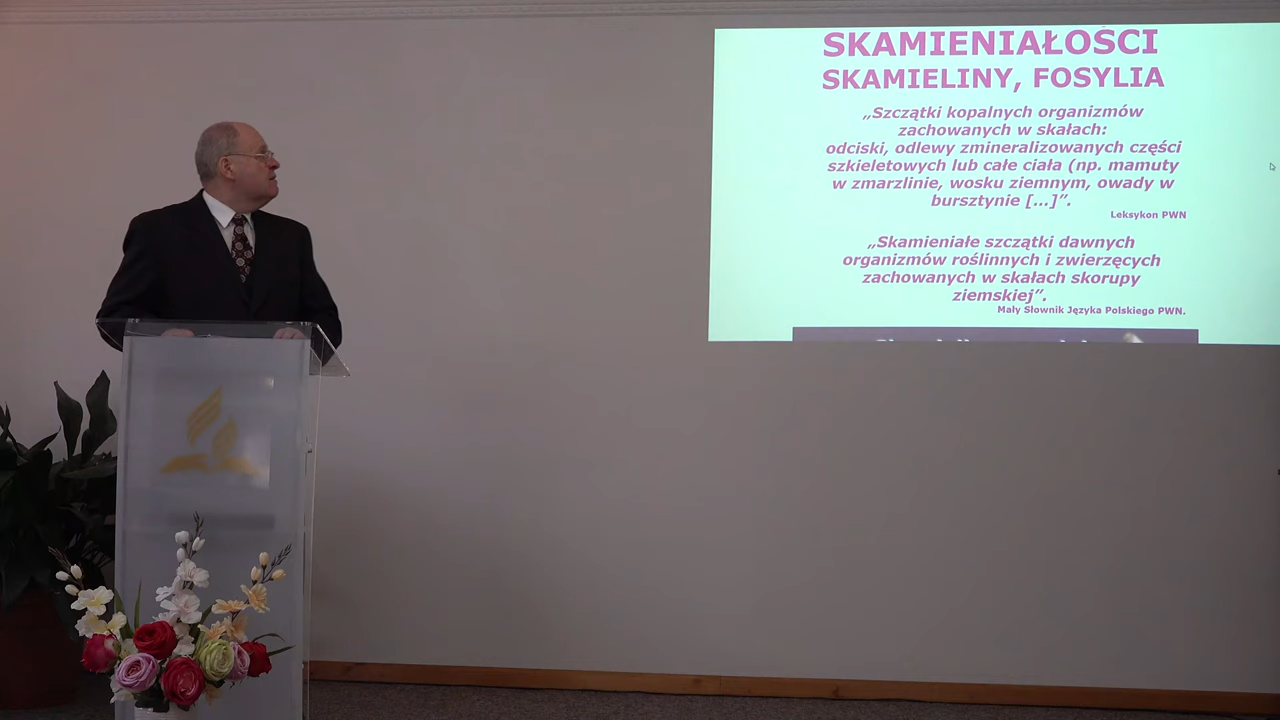 SKAMIENIAŁOŚCI
SKAMIELINY, FOSYLIA
„Szczątki kopalnych organizmów
zachowanych w skałach:
odciski, odlewy zmineralizowanych części
szkieletowych lub całe ciała (np. mamuty
w zmarzlinie, wosku ziemnym, owady w
bursztynie [...]”.
Leksykon PWN
„Skamieniałe szczątki dawnych
organizmów roślinnych i zwierzęcych
zachowanych w skałach skorupy
ziemskiej”.
Mały Słownik Języka Polskiego PWN.